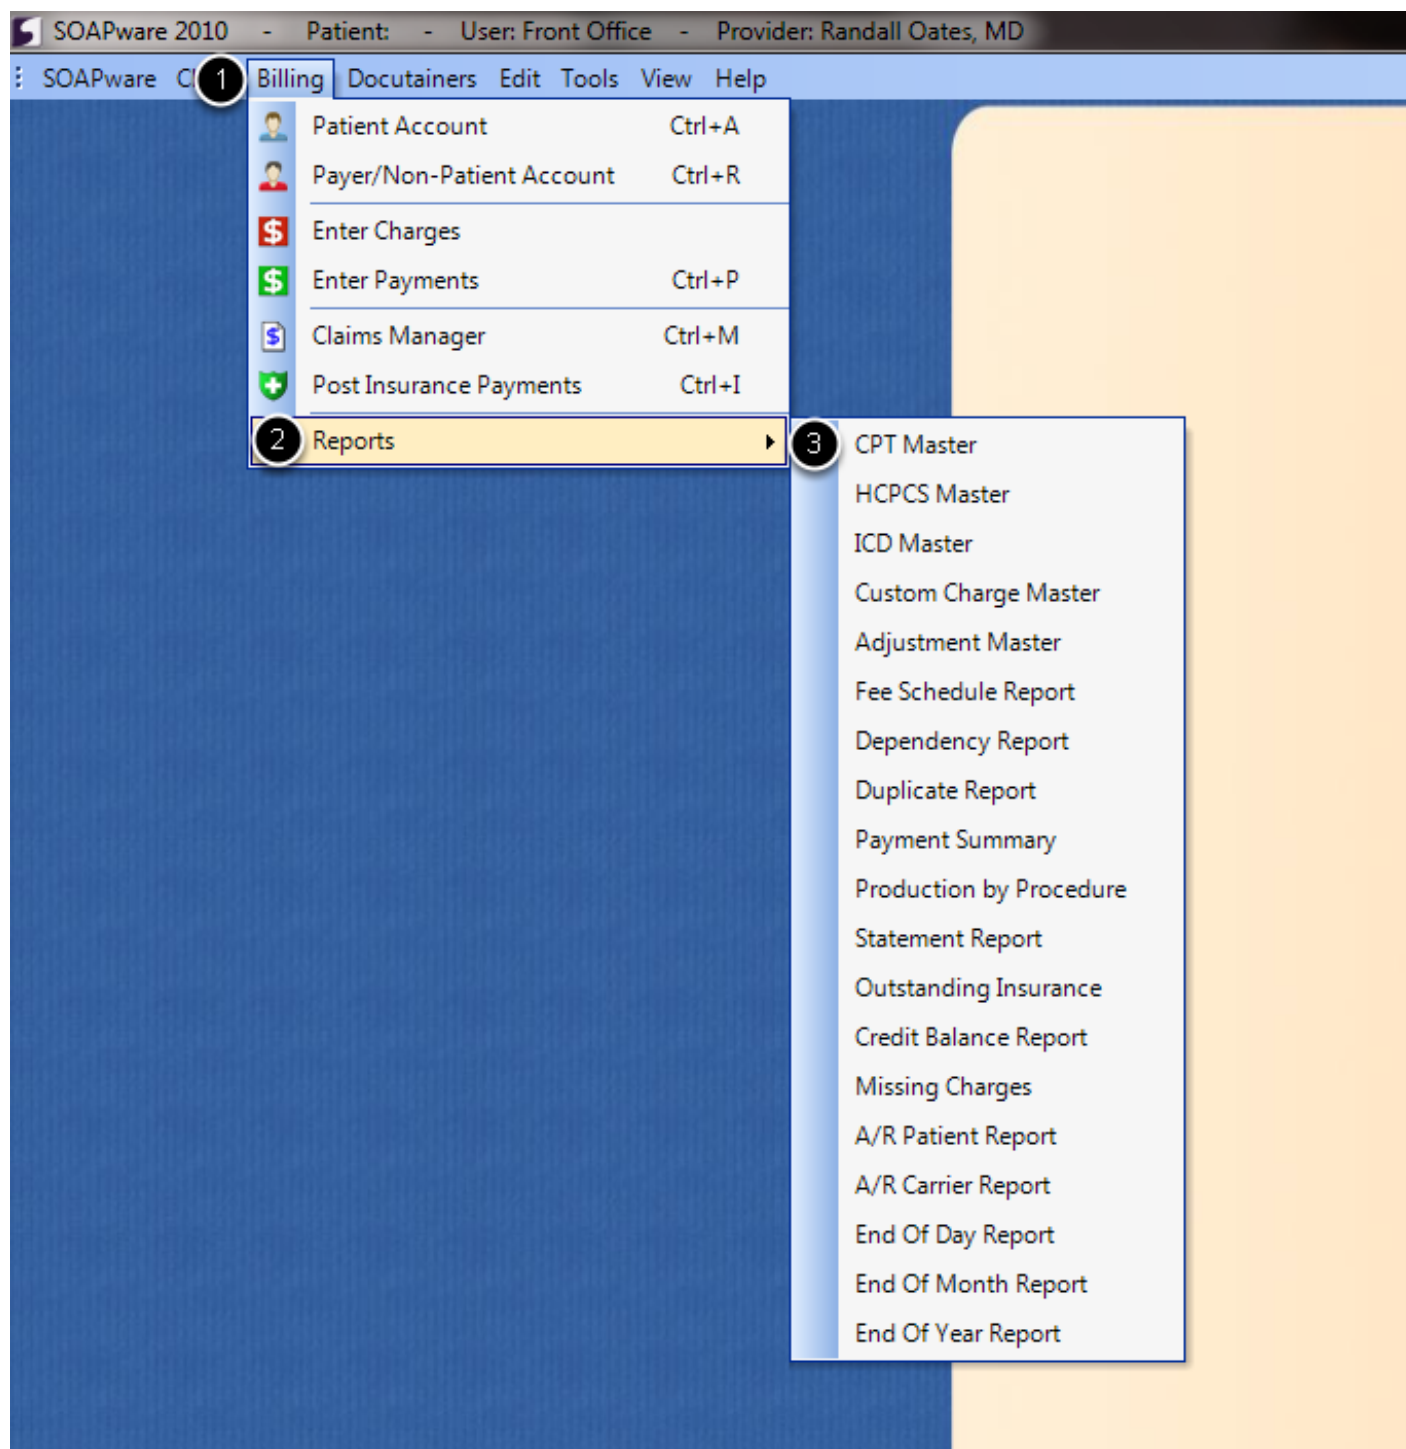 SOAPware 2010 - Patient: - User: Front Office - Provider: Randall Oates, MD
SOAPware 1 Billing Docutainers Edit Tools View Help
Patient Account Ctrl+A
Payer/Non-Patient Account Ctrl+R
$ Enter Charges
$ Enter Payments Ctrl+P
$ Claims Manager Ctrl+M
Post Insurance Payments Ctrl+I
2 Reports
3 CPT Master
HCPCS Master
ICD Master
Custom Charge Master
Adjustment Master
Fee Schedule Report
Dependency Report
Duplicate Report
Payment Summary
Production by Procedure
Statement Report
Outstanding Insurance
Credit Balance Report
Missing Charges
A/R Patient Report
A/R Carrier Report
End Of Day Report
End Of Month Report
End Of Year Report